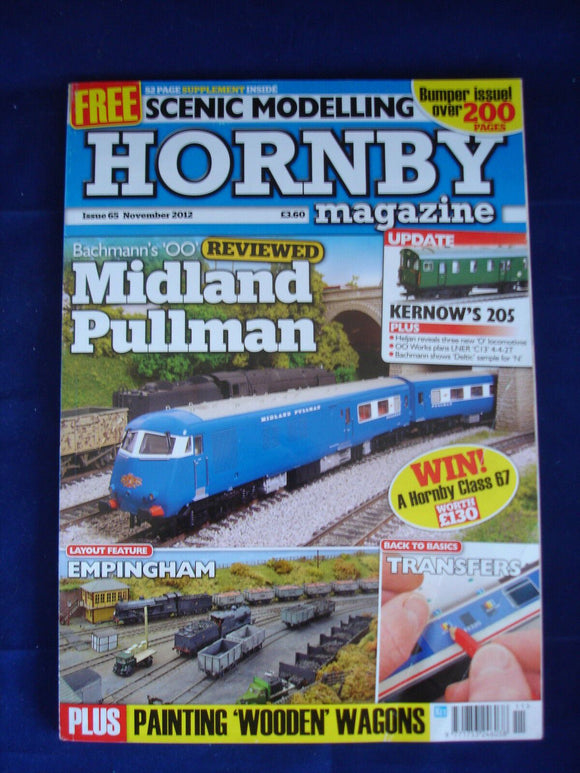 FREE
52 PAGE SUPPLEMENT INSIDE
SCENIC MODELLING
Bumper issue!
over 200
PAGES
HORNBY
magazine
Issue 65 November 2012
£3.60
Bachmann's 'OO' REVIEWED
Midland
Pullman
UPDATE
KERNOW'S 205
PLUS
• Heljan reveals three new 'O' locomotives
• OO Works plans LNER 'C13' 4-4-2T
• Bachmann shows 'Deltic' sample for 'N'
MIDLAND PULLMAN
WIN!
A Hornby Class 67
WORTH
£130
LAYOUT FEATURE
EMPINGHAM
BACK TO BASICS
TRANSFERS
PLUS PAINTING 'WOODEN' WAGONS